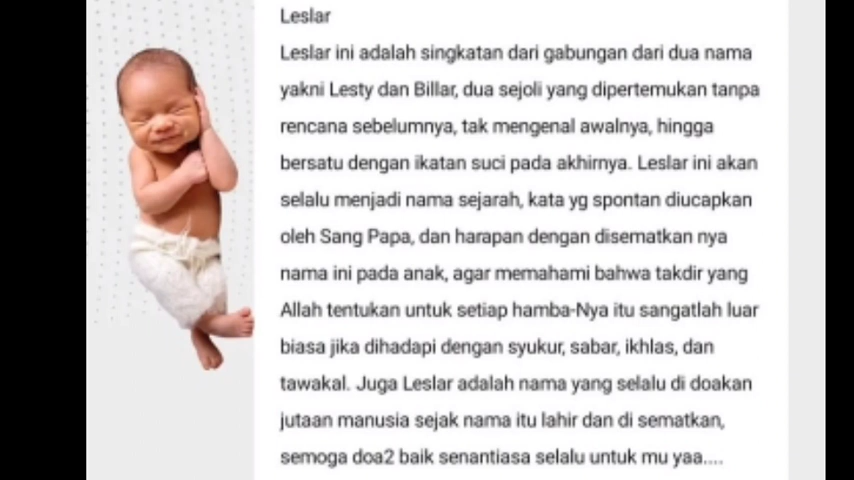 Leslar
Leslar ini adalah singkatan dari gabungan dari dua nama
yakni Lesty dan Billar, dua sejoli yang dipertemukan tanpa
rencana sebelumnya, tak mengenal awalnya, hingga
bersatu dengan ikatan suci pada akhirnya. Leslar ini akan
selalu menjadi nama sejarah, kata yg spontan diucapkan
oleh Sang Papa, dan harapan dengan disematkan nya
nama ini pada anak, agar memahami bahwa takdir yang
Allah tentukan untuk setiap hamba-Nya itu sangatlah luar
biasa jika dihadapi dengan syukur, sabar, ikhlas, dan
tawakal. Juga Leslar adalah nama yang selalu di doakan
jutaan manusia sejak nama itu lahir dan di sematkan,
semoga doa2 baik senantiasa selalu untuk mu yaa....